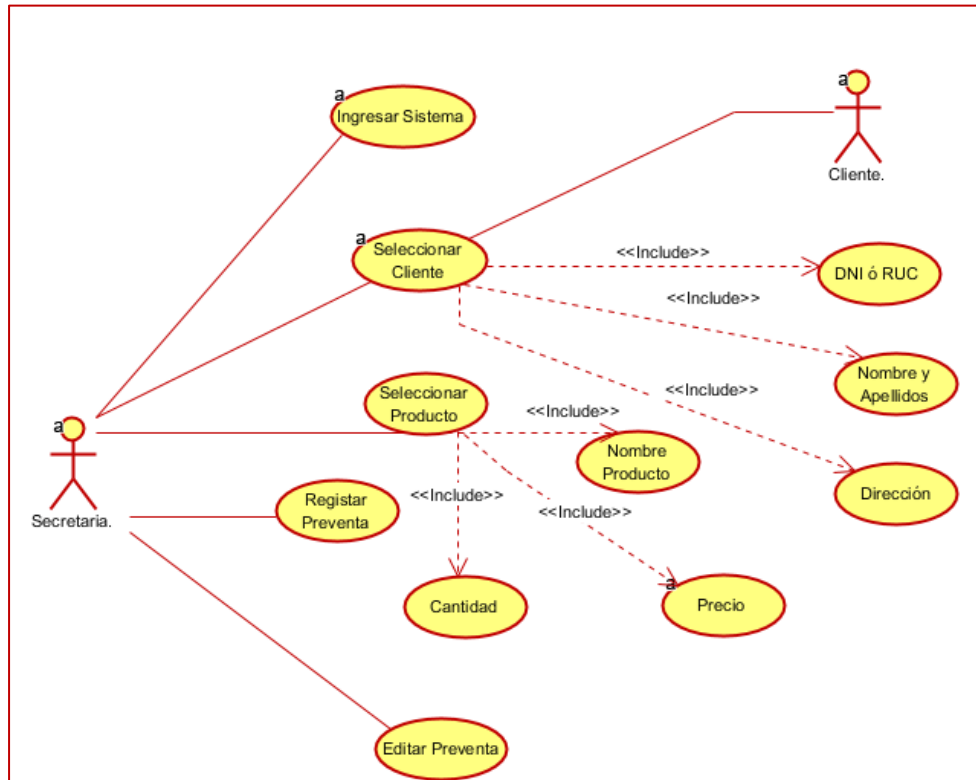 a
Ingresar Sistema
a
Cliente.
a
Seleccionar
Cliente
<<Include>>
DNI ó RUC
<<Include>>
Nombre y
Apellidos
<<Include>>
Dirección
Seleccionar
Producto
<<Include>>
Nombre
Producto
<<Include>>
<<Include>>
a
Secretaria.
Registar
Preventa
Cantidad
a
Precio
Editar Preventa